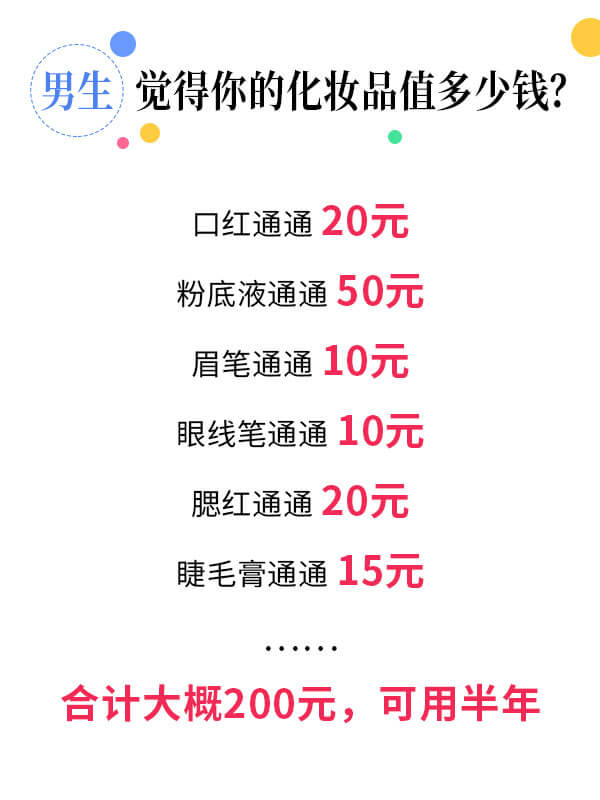 男生 觉得你的化妆品值多少钱?
口红通通 20元
粉底液通通 50元
眉笔通通 10元
眼线笔通通 10元
腮红通通 20元
睫毛膏通通 15元
……
合计大概200元，可用半年